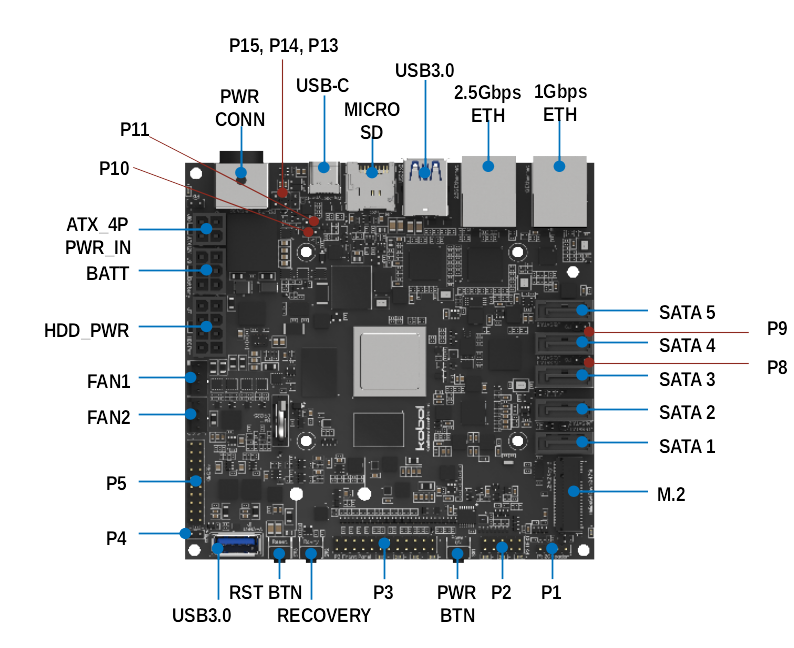 P15, P14, P13
USB-C
USB3.0
PWR
CONN
MICRO
SD
2.5Gbps
ETH
1Gbps
ETH
P11
P10
ATX_4P
PWR_IN
BATT
HDD_PWR
FAN1
FAN2
P5
P4
SATA 5
P9
SATA 4
P8
SATA 3
SATA 2
SATA 1
M.2
kobol
Reset
USB3.0
RST BTN
RECOVERY
P3
PWR
BTN
P2
P1